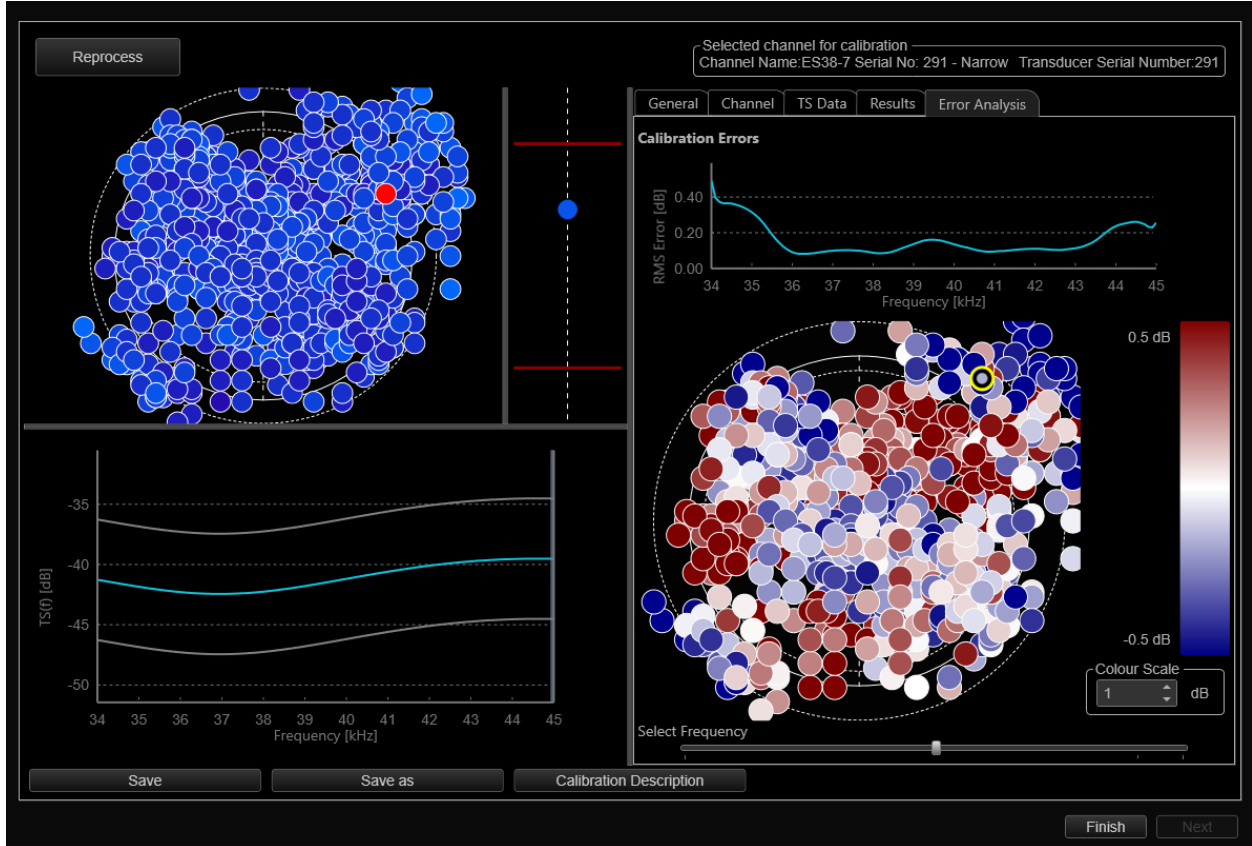 Reprocess
Selected channel for calibration
Channel Name:ES38-7 Serial No: 291 - Narrow Transducer Serial Number:291
General Channel TS Data Results Error Analysis
Calibration Errors
RMS Error [dB]
0.40
0.20
0.00
34 35 36 37 38 39 40 41 42 43 44 45
Frequency [kHz]
0.5 dB
-0.5 dB
Colour Scale
1 dB
Select Frequency
TS(f) [dB]
-35
-40
-45
-50
34 35 36 37 38 39 40 41 42 43 44 45
Frequency [kHz]
Save Save as Calibration Description
Finish Next